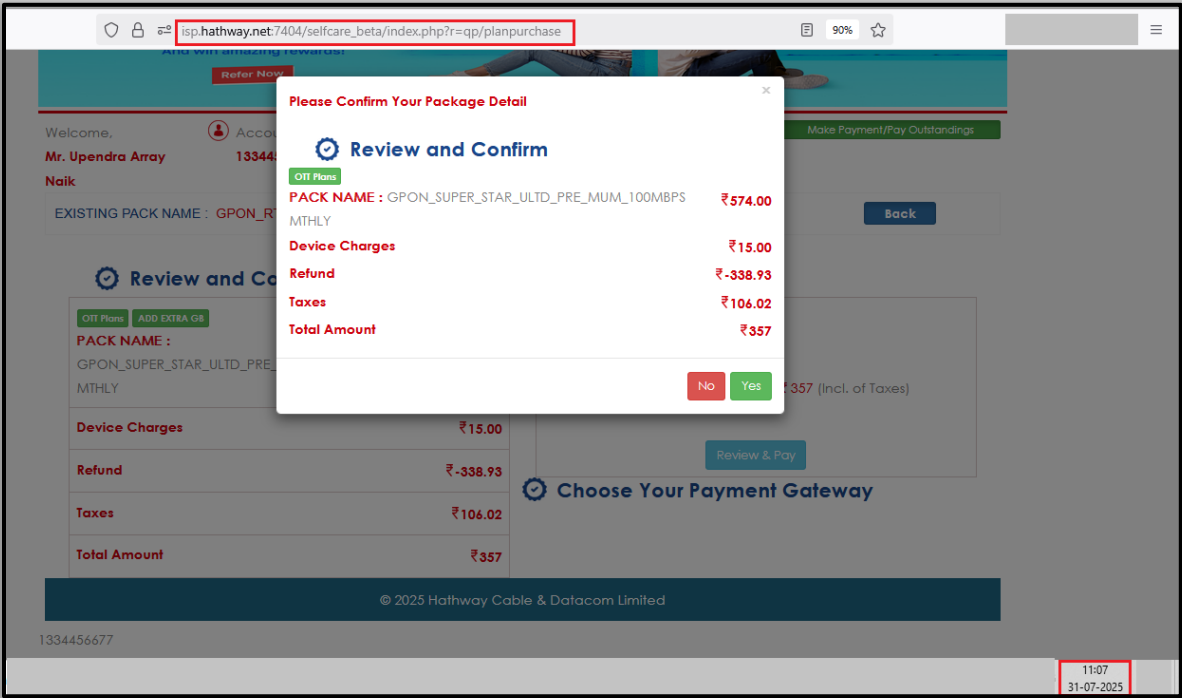 isp.hathway.net:7404/selfcare_beta/index.php?r=qp/planpurchase
90%
And win amazing rewards!
Refer Now
Please Confirm Your Package Detail
×
Welcome,
Mr. Upendra Array
Naik
Accou
13344
Make Payment/Pay Outstandings
Review and Confirm
OTT Plans
PACK NAME : GPON_SUPER_STAR_ULTD_PRE_MUM_100MBPS ₹574.00
MTHLY
EXISTING PACK NAME : GPON_R
Back
Device Charges ₹15.00
Refund ₹-338.93
Taxes ₹106.02
Total Amount ₹357
No Yes
Review and Co
OTT Plans ADD EXTRA GB
PACK NAME :
GPON_SUPER_STAR_ULTD_PRE_
MTHLY
Device Charges ₹15.00
Refund ₹-338.93
Taxes ₹106.02
Total Amount ₹357
₹ 357 (Incl. of Taxes)
Review & Pay
Choose Your Payment Gateway
© 2025 Hathway Cable & Datacom Limited
1334456677
11:07
31-07-2025